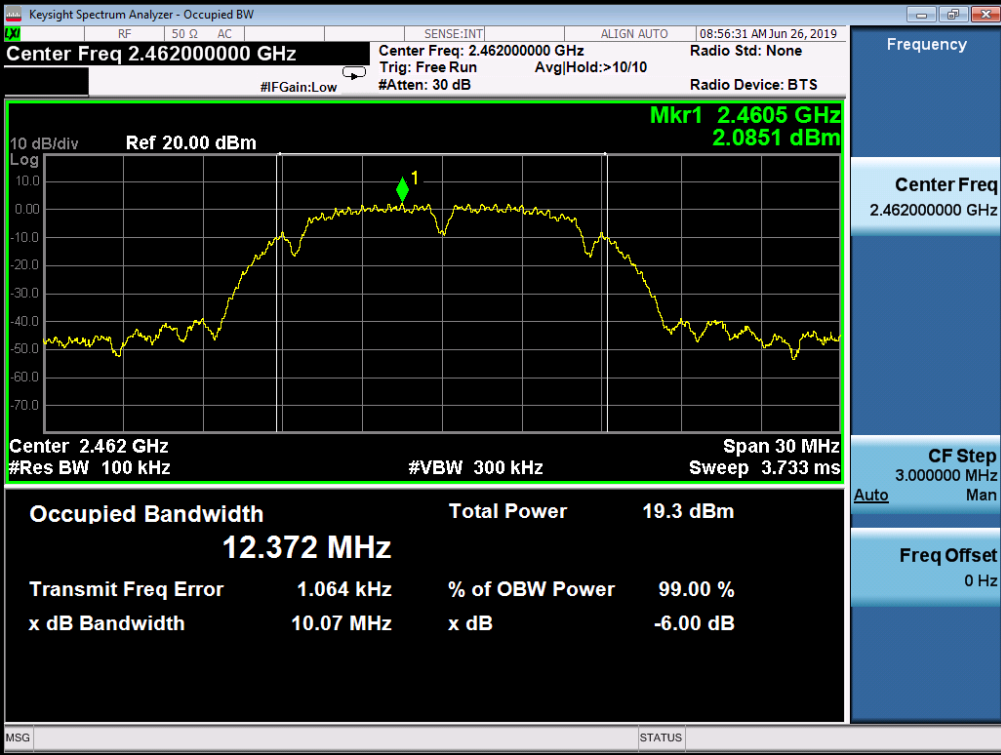 Keysight Spectrum Analyzer - Occupied BW
LXI RF 50 Ω AC SENSE:INT ALIGN AUTO 08:56:31 AM Jun 26, 2019
Center Freq 2.462000000 GHz
Center Freq: 2.462000000 GHz
Radio Std: None
Trig: Free Run Avg|Hold:>10/10
#IFGain:Low
#Atten: 30 dB
Radio Device: BTS
Mkr1 2.4605 GHz
2.0851 dBm
10 dB/div Ref 20.00 dBm
Log
1
10.0
0.00
-10.0
-20.0
-30.0
-40.0
-50.0
-60.0
-70.0
Center 2.462 GHz
Span 30 MHz
#Res BW 100 kHz
#VBW 300 kHz
Sweep 3.733 ms
Occupied Bandwidth
Total Power 19.3 dBm
12.372 MHz
Transmit Freq Error 1.064 kHz
% of OBW Power 99.00 %
x dB Bandwidth 10.07 MHz
x dB -6.00 dB
Frequency
Center Freq
2.462000000 GHz
CF Step
3.000000 MHz
Auto Man
Freq Offset
0 Hz
MSG
STATUS